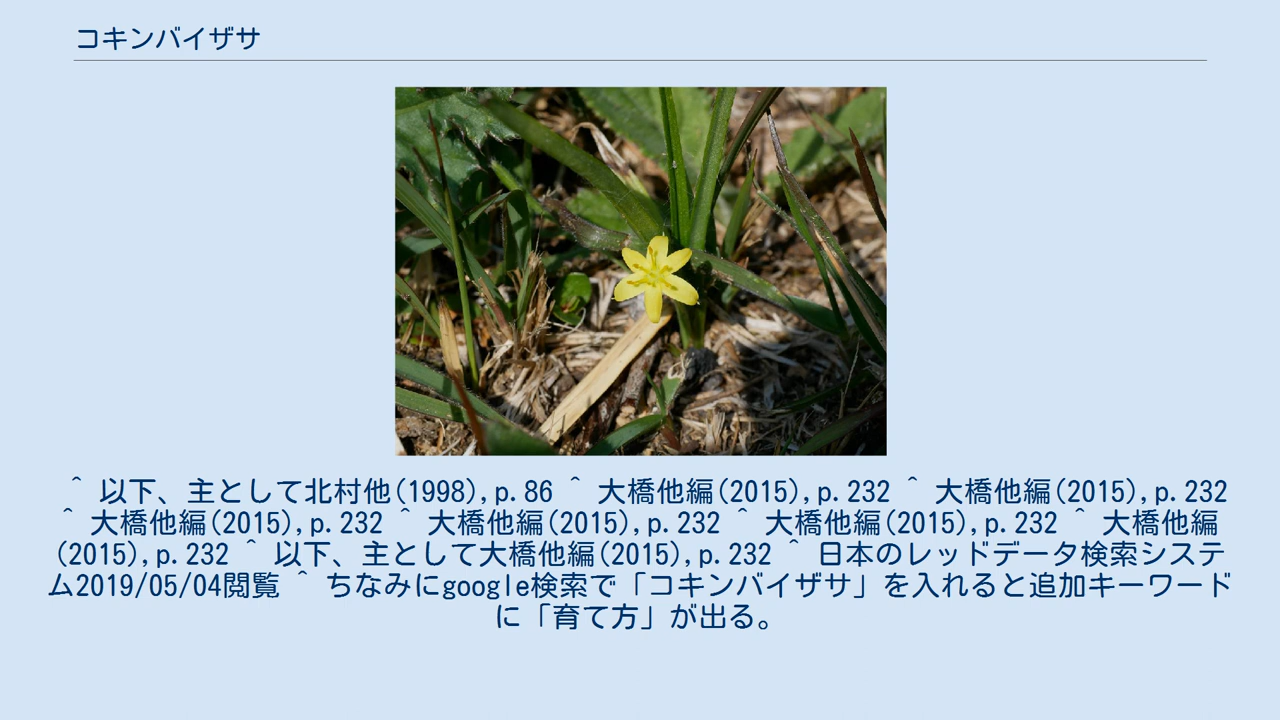 コキンバイザサ
^ 以下、主として北村他(1998),p.86 ^ 大橋他編(2015),p.232 ^ 大橋他編(2015),p.232
^ 大橋他編(2015),p.232 ^ 大橋他編(2015),p.232 ^ 大橋他編(2015),p.232 ^ 大橋他編
(2015),p.232 ^ 以下、主として大橋他編(2015),p.232 ^ 日本のレッドデータ検索システ
ム2019/05/04閲覧 ^ ちなみにgoogle検索で「コキンバイザサ」を入れると追加キーワード
に「育て方」が出る。